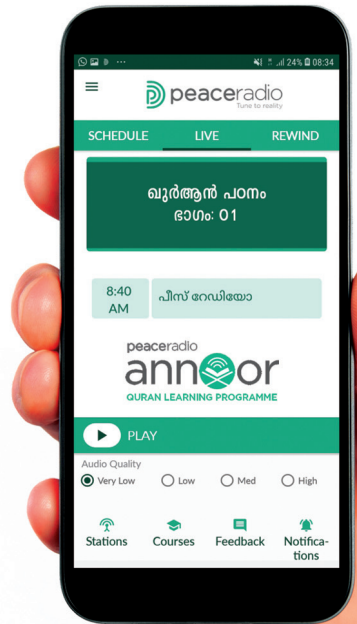 24% 08:34
peaceradio
Tune to reality
SCHEDULE LIVE REWIND
ഖുർആൻ പഠനം
ഭാഗം: 01
8:40 AM
പീസ് റേഡിയോ
peaceradio
annoor
QURAN LEARNING PROGRAMME
PLAY
Audio Quality
Very Low Low Med High
Stations Courses Feedback Notifica-
tions